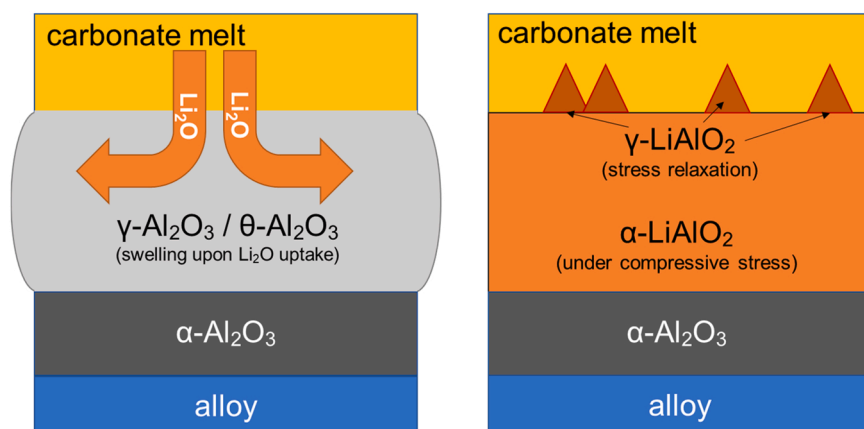 carbonate melt
Li₂O
Li₂O
γ-Al₂O₃ / θ-Al₂O₃
(swelling upon Li₂O uptake)
α-Al₂O₃
alloy
carbonate melt
γ-LiAlO₂
(stress relaxation)
α-LiAlO₂
(under compressive stress)
α-Al₂O₃
alloy